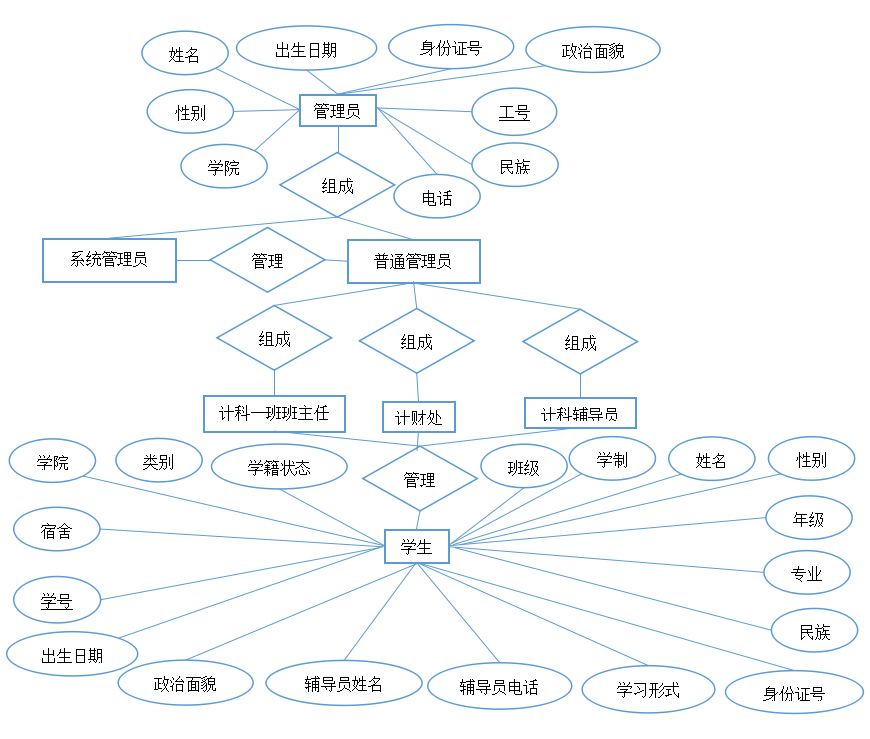 姓名
出生日期
身份证号
政治面貌
性别
管理员
工号
学院
组成
民族
电话
系统管理员
管理
普通管理员
组成
组成
组成
计科一班班主任
计财处
计科辅导员
学院
类别
学籍状态
管理
班级
学制
姓名
性别
宿舍
学生
年级
专业
学号
民族
出生日期
政治面貌
辅导员姓名
辅导员电话
学习形式
身份证号